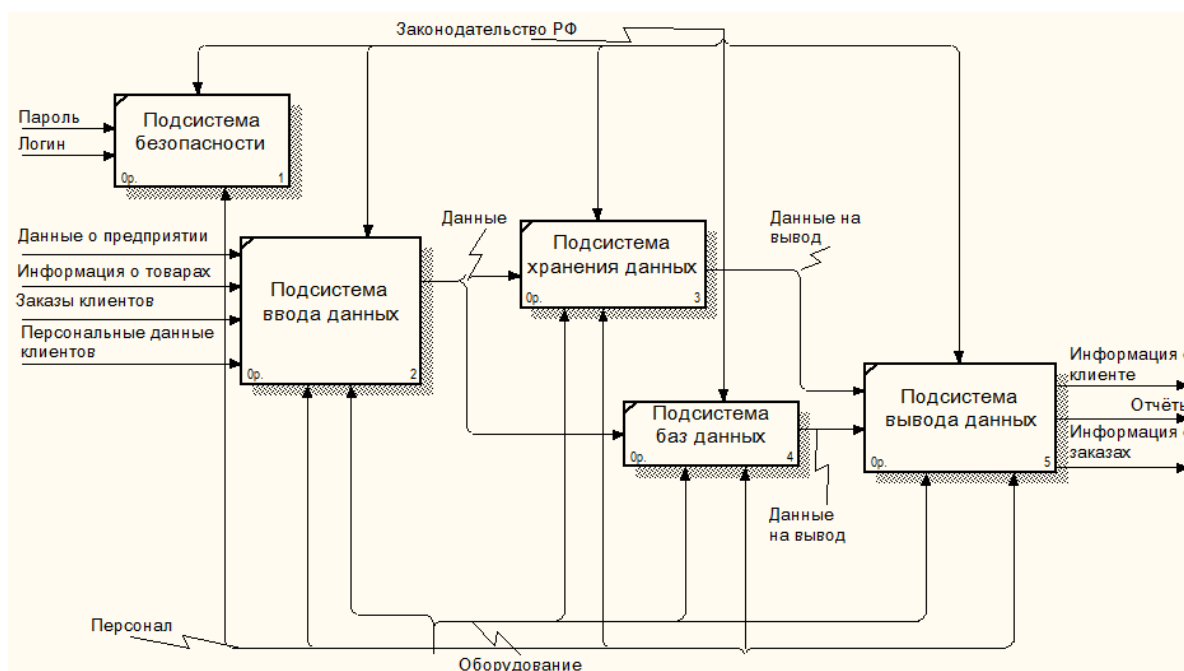 Законодательство РФ
Пароль
Логин
Подсистема
безопасности
0р.
1
Данные о предприятии
Информация о товарах
Заказы клиентов
Персональные данные
клиентов
Подсистема
ввода данных
0р.
2
Данные
Подсистема
хранения данных
0р.
3
Данные на
вывод
Подсистема
баз данных
0р.
4
Данные
на вывод
Подсистема
вывода данных
0р.
5
Информация о
клиенте
Отчёты
Информация о
заказах
Персонал
Оборудование